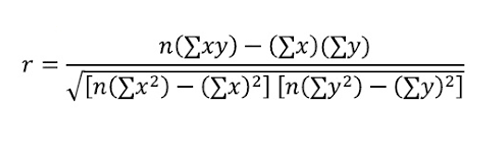 r = n(∑xy) − (∑x)(∑y) / √[n(∑x²) − (∑x)²] [n(∑y²) − (∑y)²]